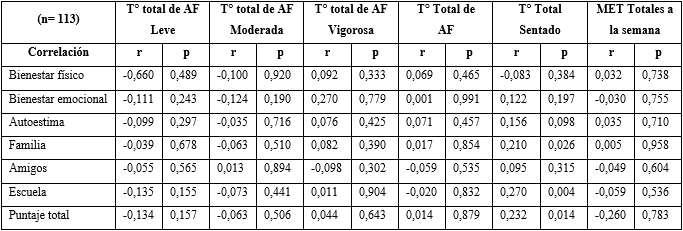 (n= 113) T° total de AF Leve T° total de AF Moderada T° total de AF Vigorosa T° Total de AF T° Total Sentado MET Totales a la semana
Correlación r p r p r p r p r p r p
Bienestar físico -0,660 0,489 -0,100 0,920 0,092 0,333 0,069 0,465 -0,083 0,384 0,032 0,738
Bienestar emocional -0,111 0,243 -0,124 0,190 0,270 0,779 0,001 0,991 0,122 0,197 -0,030 0,755
Autoestima -0,099 0,297 -0,035 0,716 0,076 0,425 0,071 0,457 0,156 0,098 0,035 0,710
Familia -0,039 0,678 -0,063 0,510 0,082 0,390 0,017 0,854 0,210 0,026 0,005 0,958
Amigos -0,055 0,565 0,013 0,894 -0,098 0,302 -0,059 0,535 0,095 0,315 -0,049 0,604
Escuela -0,135 0,155 -0,073 0,441 0,011 0,904 -0,020 0,832 0,270 0,004 -0,059 0,536
Puntaje total -0,134 0,157 -0,063 0,506 0,044 0,643 0,014 0,879 0,232 0,014 -0,260 0,783